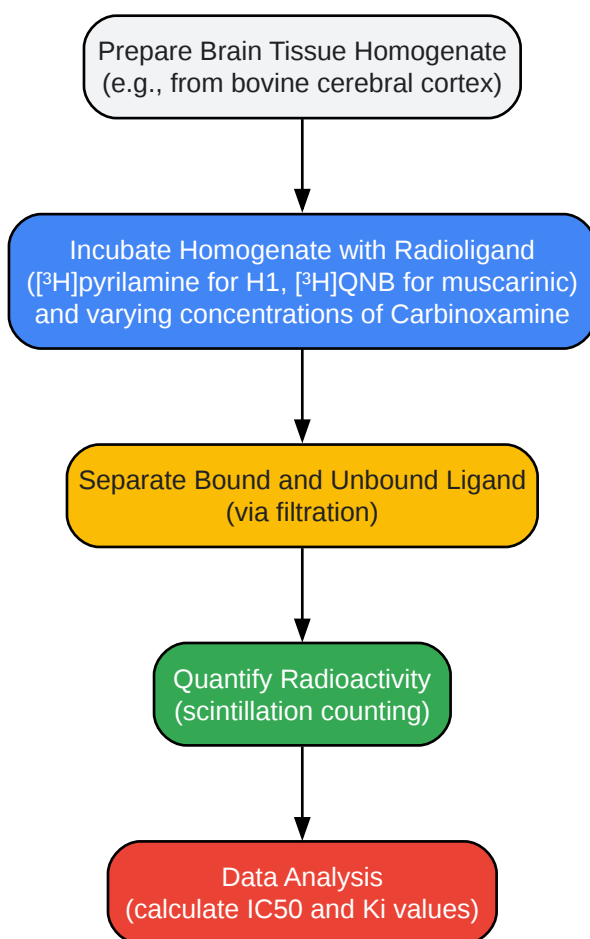 Prepare Brain Tissue Homogenate
(e.g., from bovine cerebral cortex)
Incubate Homogenate with Radioligand
([³H]pyrilamine for H1, [³H]QNB for muscarinic)
and varying concentrations of Carbinoxamine
Separate Bound and Unbound Ligand
(via filtration)
Quantify Radioactivity
(scintillation counting)
Data Analysis
(calculate IC50 and Ki values)